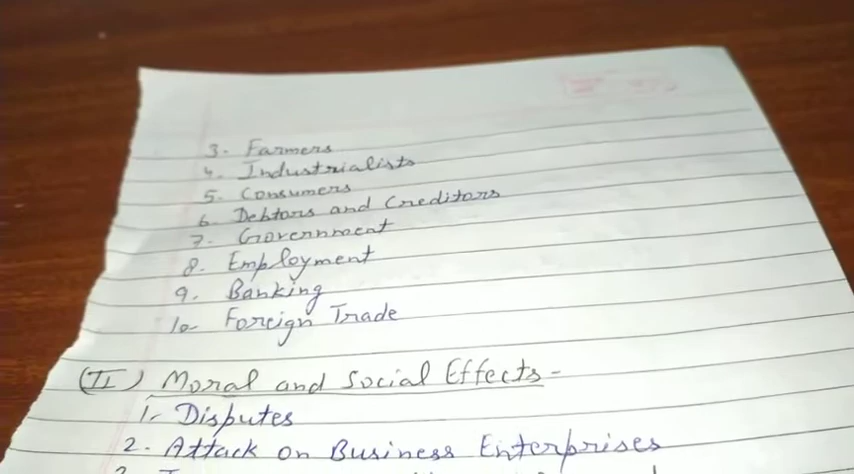 3. Farmers
4. Industrialists
5. Consumers
6. Debtors and Creditors
7. Government
8. Employment
9. Banking
10- Foreign Trade
(II) Moral and Social Effects-
1. Disputes
2. Attack on Business Enterprises